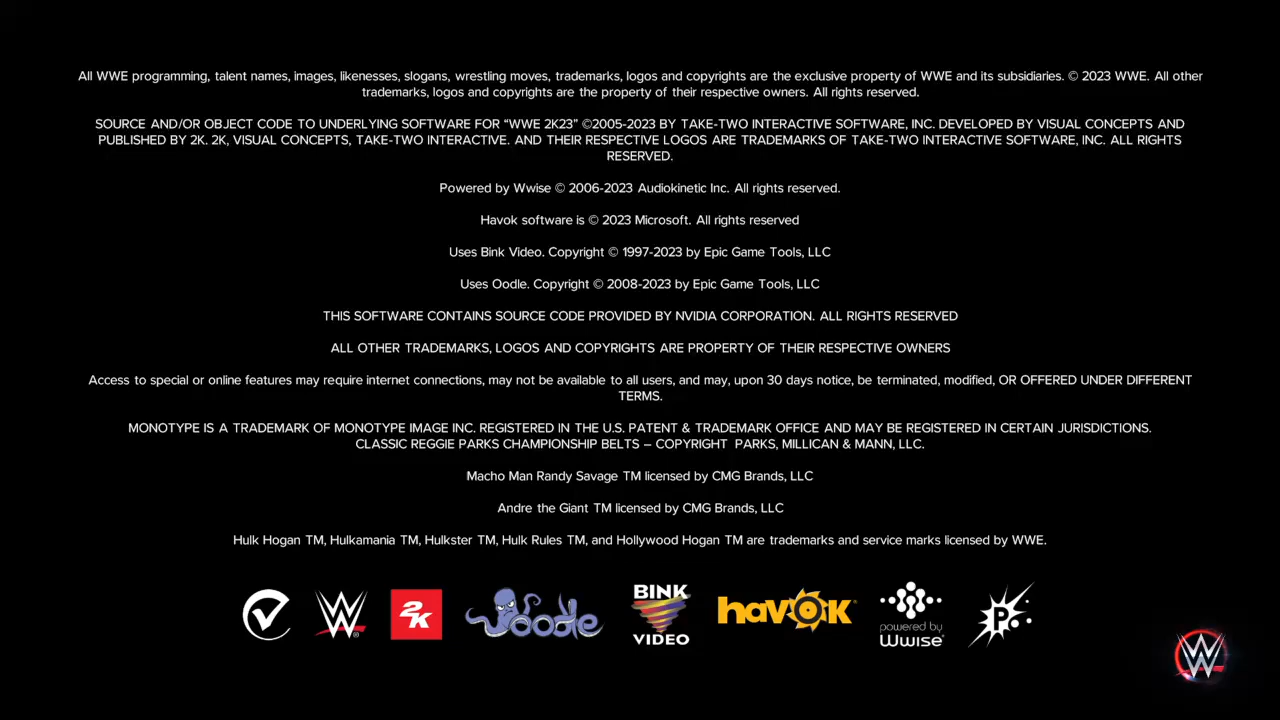 All WWE programming, talent names, images, likenesses, slogans, wrestling moves, trademarks, logos and copyrights are the exclusive property of WWE and its subsidiaries. © 2023 WWE. All other
trademarks, logos and copyrights are the property of their respective owners. All rights reserved.
SOURCE AND/OR OBJECT CODE TO UNDERLYING SOFTWARE FOR “WWE 2K23” ©2005-2023 BY TAKE-TWO INTERACTIVE SOFTWARE, INC. DEVELOPED BY VISUAL CONCEPTS AND
PUBLISHED BY 2K. 2K, VISUAL CONCEPTS, TAKE-TWO INTERACTIVE. AND THEIR RESPECTIVE LOGOS ARE TRADEMARKS OF TAKE-TWO INTERACTIVE SOFTWARE, INC. ALL RIGHTS
RESERVED.
Powered by Wwise © 2006-2023 Audiokinetic Inc. All rights reserved.
Havok software is © 2023 Microsoft. All rights reserved
Uses Bink Video. Copyright © 1997-2023 by Epic Game Tools, LLC
Uses Oodle. Copyright © 2008-2023 by Epic Game Tools, LLC
THIS SOFTWARE CONTAINS SOURCE CODE PROVIDED BY NVIDIA CORPORATION. ALL RIGHTS RESERVED
ALL OTHER TRADEMARKS, LOGOS AND COPYRIGHTS ARE PROPERTY OF THEIR RESPECTIVE OWNERS
Access to special or online features may require internet connections, may not be available to all users, and may, upon 30 days notice, be terminated, modified, OR OFFERED UNDER DIFFERENT
TERMS.
MONOTYPE IS A TRADEMARK OF MONOTYPE IMAGE INC. REGISTERED IN THE U.S. PATENT & TRADEMARK OFFICE AND MAY BE REGISTERED IN CERTAIN JURISDICTIONS.
CLASSIC REGGIE PARKS CHAMPIONSHIP BELTS – COPYRIGHT PARKS, MILLICAN & MANN, LLC.
Macho Man Randy Savage TM licensed by CMG Brands, LLC
Andre the Giant TM licensed by CMG Brands, LLC
Hulk Hogan TM, Hulkamania TM, Hulkster TM, Hulk Rules TM, and Hollywood Hogan TM are trademarks and service marks licensed by WWE.
W ® 2K oodle BINK VIDEO havok ® powered by Wwise ® P
W